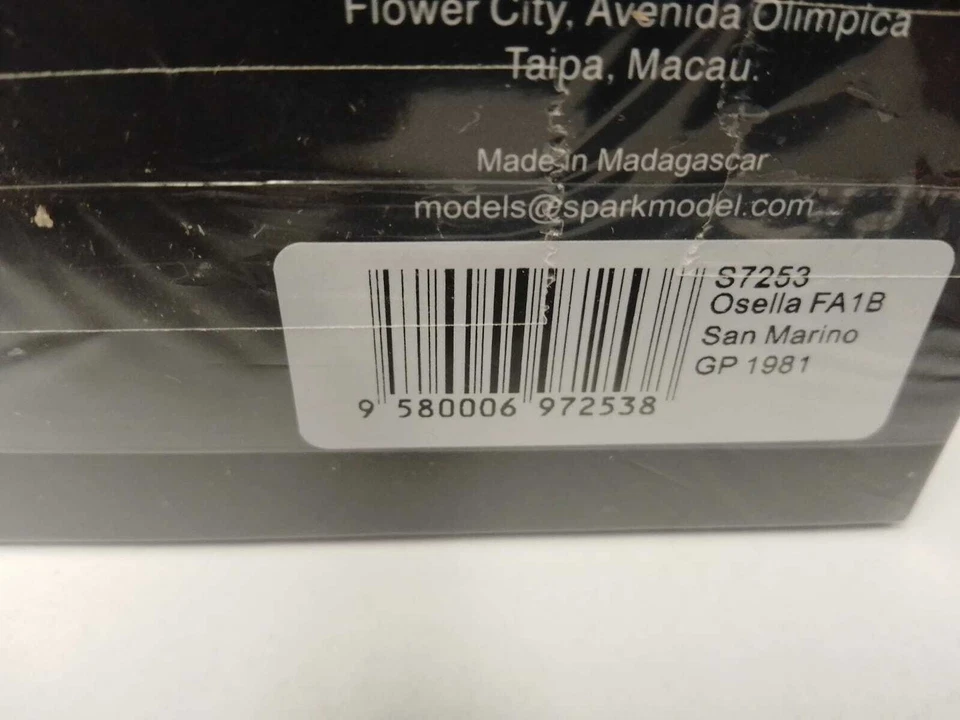 Flower City, Avenida Olimpica
Taipa, Macau.
Made in Madagascar
models@sparkmodel.com
S7253
Osella FA1B
San Marino
GP 1981
9 580006 972538